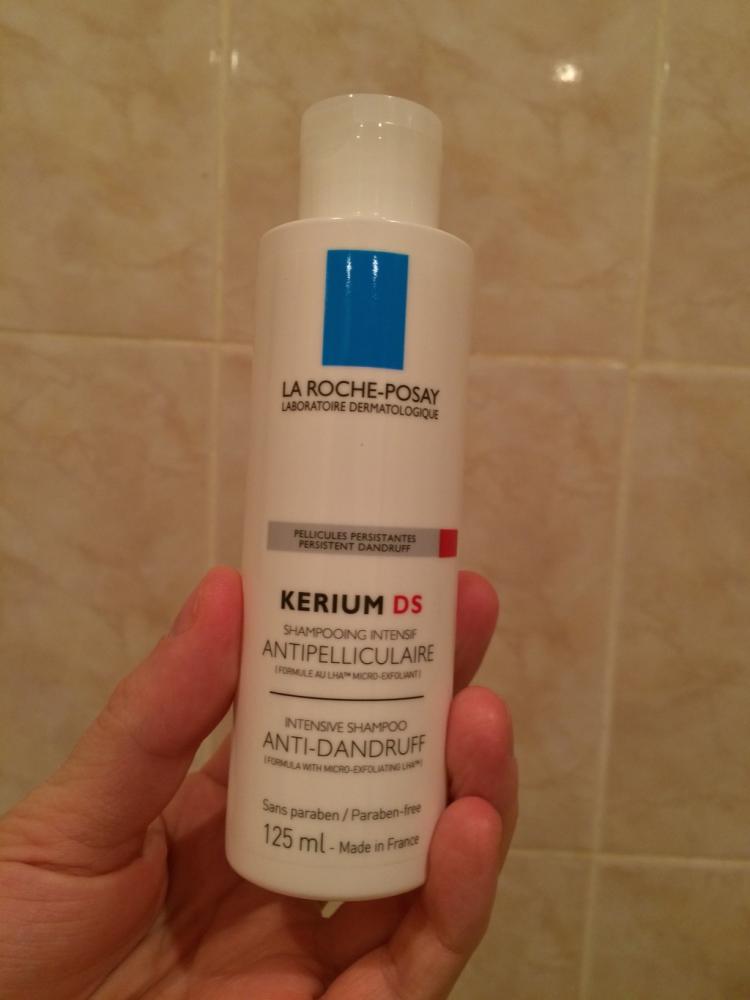 LA ROCHE-POSAY
LABORATOIRE DERMATOLOGIQUE
PELLICULES PERSISTANTES
PERSISTENT DANDRUFF
KERIUM DS
SHAMPOOING INTENSIF
ANTIPELLICULAIRE
(FORMULE AU LHA™ MICRO-EXFOLIANT)
INTENSIVE SHAMPOO
ANTI-DANDRUFF
(FORMULA WITH MICRO-EXFOLIATING LHA™)
Sans paraben / Paraben-free
125 ml - Made in France